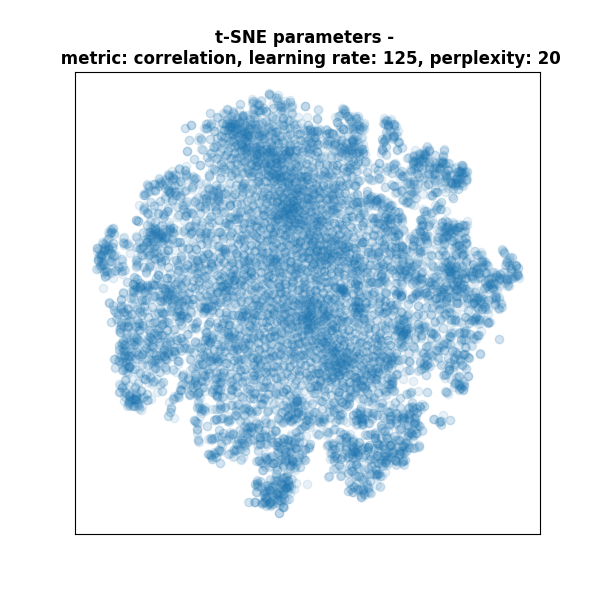 t-SNE parameters -
metric: correlation, learning rate: 125, perplexity: 20